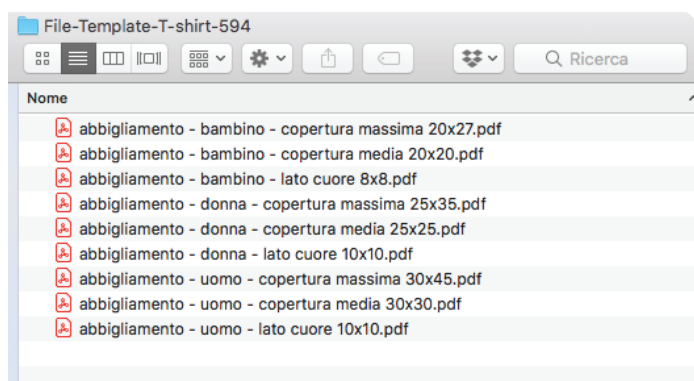 File-Template-T-shirt-594
Ricerca
Nome
abbigliamento - bambino - copertura massima 20x27.pdf
abbigliamento - bambino - copertura media 20x20.pdf
abbigliamento - bambino - lato cuore 8x8.pdf
abbigliamento - donna - copertura massima 25x35.pdf
abbigliamento - donna - copertura media 25x25.pdf
abbigliamento - donna - lato cuore 10x10.pdf
abbigliamento - uomo - copertura massima 30x45.pdf
abbigliamento - uomo - copertura media 30x30.pdf
abbigliamento - uomo - lato cuore 10x10.pdf